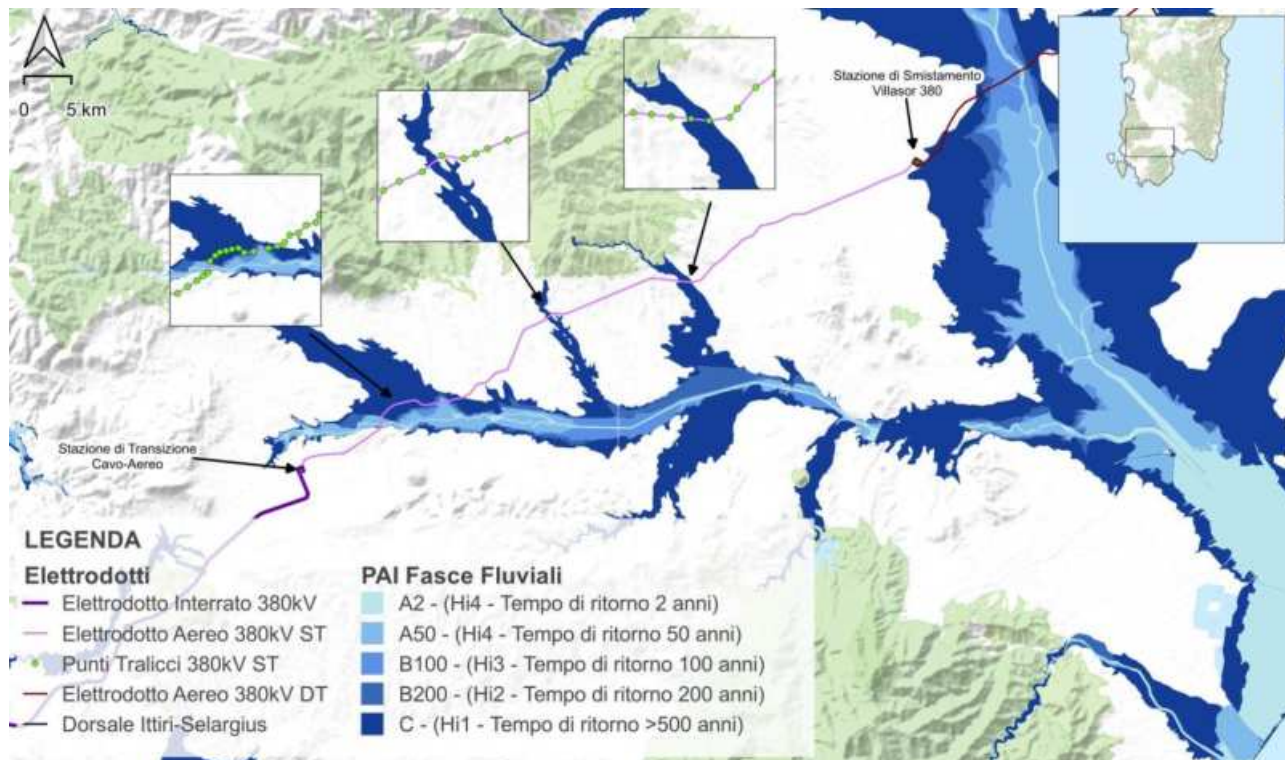 0 5 km
Stazione di Smistamento
Villasor 380
Stazione di Transizione
Cavo-Aereo
LEGENDA
Elettrodotti
Elettrodotto Interrato 380kV
Elettrodotto Aereo 380kV ST
Punti Tralicci 380kV ST
Elettrodotto Aereo 380kV DT
Dorsale Ittiri-Selargius
PAI Fasce Fluviali
A2 - (Hi4 - Tempo di ritorno 2 anni)
A50 - (Hi4 - Tempo di ritorno 50 anni)
B100 - (Hi3 - Tempo di ritorno 100 anni)
B200 - (Hi2 - Tempo di ritorno 200 anni)
C - (Hi1 - Tempo di ritorno >500 anni)